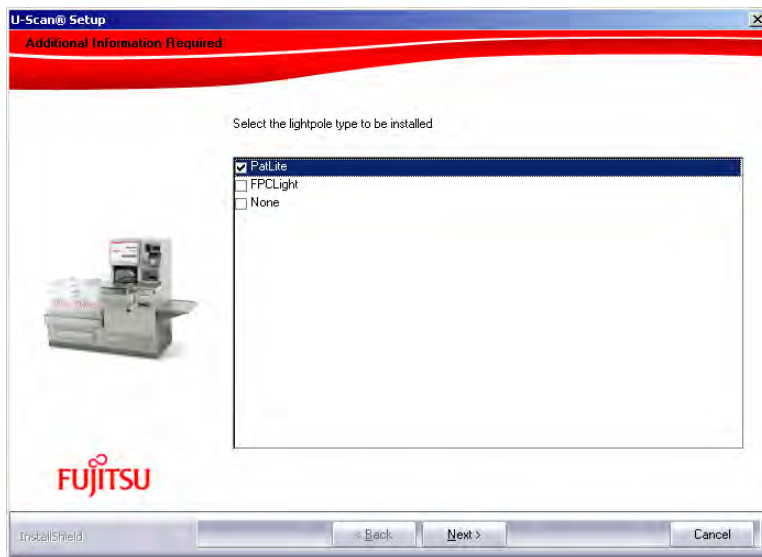 U-Scan® Setup
Additional Information Required
Select the lightpole type to be installed
PatLite
FPCLight
None
FUJITSU
InstallShield
< Back
Next >
Cancel